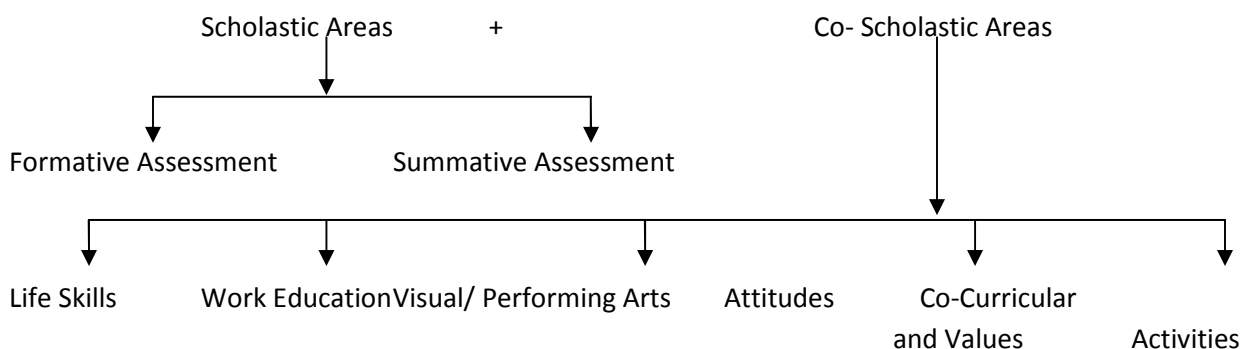 Scholastic Areas + Co- Scholastic Areas
Formative Assessment Summative Assessment
Life Skills Work EducationVisual/ Performing Arts Attitudes Co-Curricular
and Values Activities